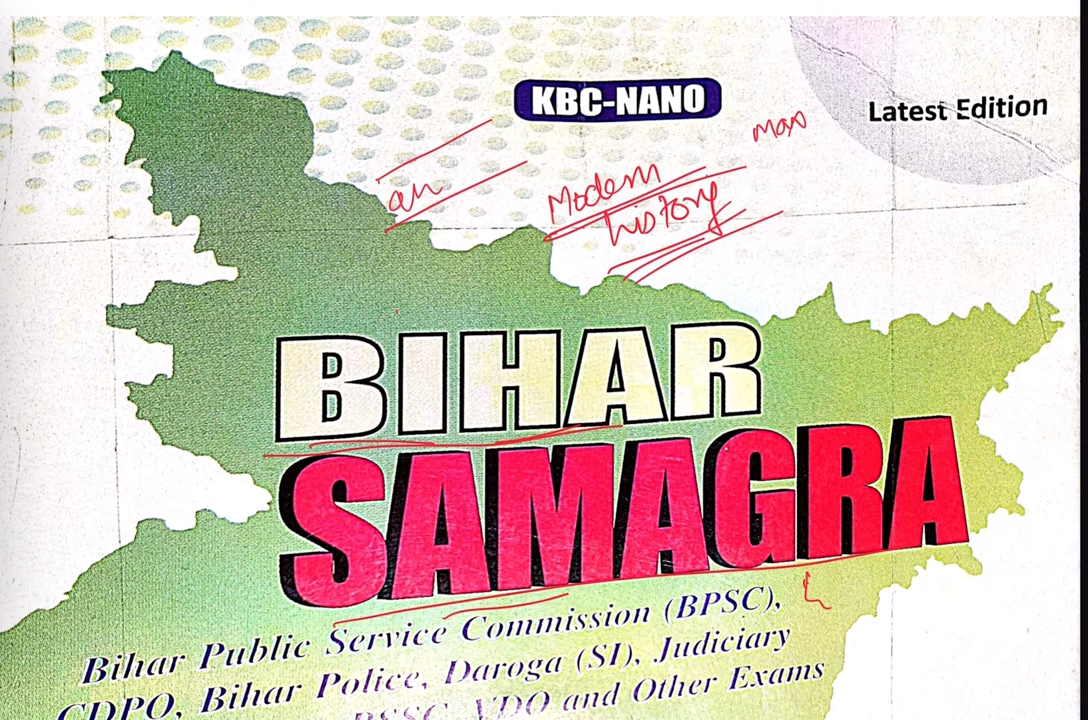 KBC-NANO
Latest Edition
an
Modern
history
BIHAR
SAMAGRA
Bihar Public Service Commission (BPSC),
CDPO, Bihar Police, Daroga (SI), Judiciary
BSSC, VDO and Other Exams